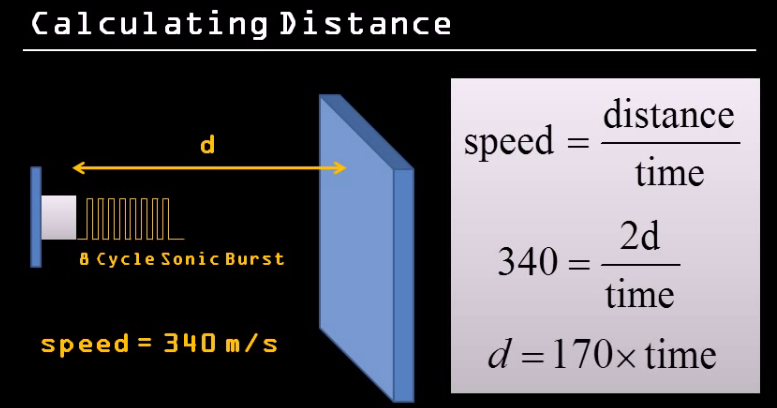 Calculating Distance
d
8 Cycle Sonic Burst
speed = 340 m/s
speed = distance / time
340 = 2d / time
d = 170 × time